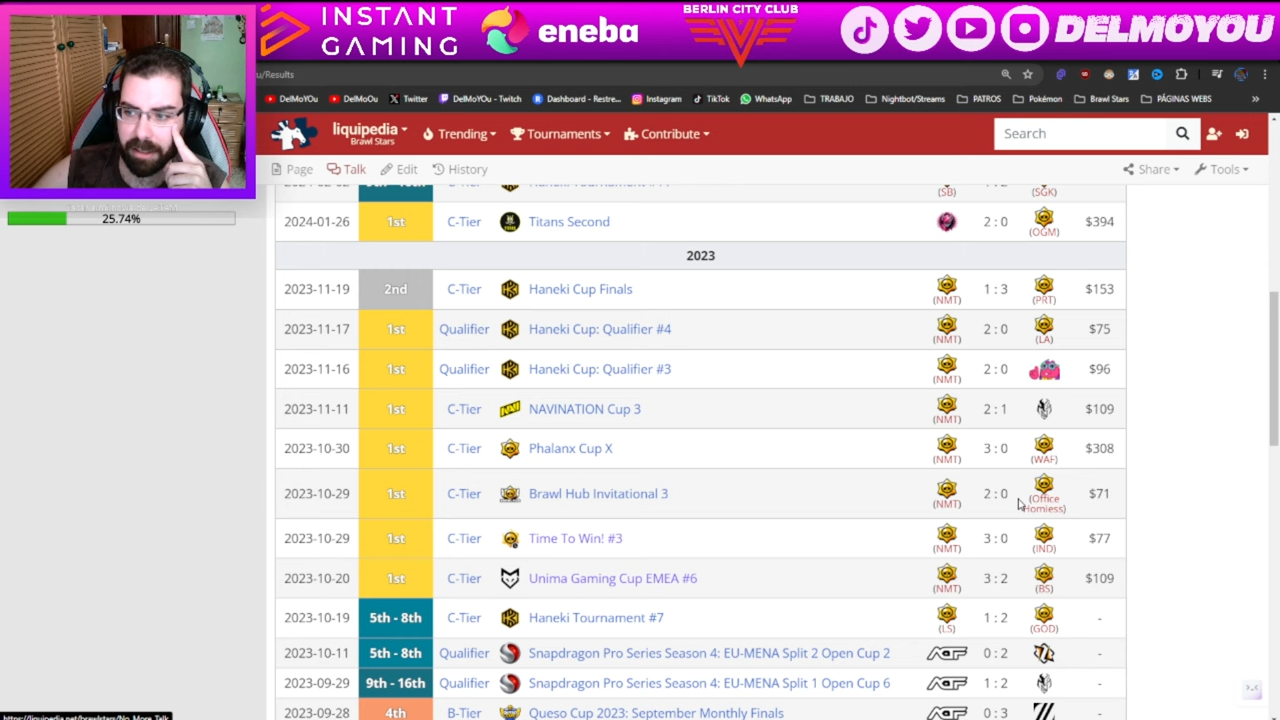 INSTANT GAMING
eneba
BERLIN CITY CLUB
DELMOYOU
25.74%
u/Results
DelMoYOu
DelMoOu
Twitter
DelMoYOu - Twitch
Dashboard - Restre...
Instagram
TikTok
WhatsApp
TRABAJO
Nightbot/Streams
PATROS
Pokémon
Brawl Stars
PÁGINAS WEBS
»
liquipedia
Brawl Stars
Trending
Tournaments
Contribute
Search
Page
Talk
Edit
History
Share
Tools
(SB) (SGK)
2024-01-26 1st C-Tier Titans Second 2 : 0 (OGM) $394
2023
2023-11-19 2nd C-Tier Haneki Cup Finals (NMT) 1 : 3 (PRT) $153
2023-11-17 1st Qualifier Haneki Cup: Qualifier #4 (NMT) 2 : 0 (LA) $75
2023-11-16 1st Qualifier Haneki Cup: Qualifier #3 (NMT) 2 : 0 $96
2023-11-11 1st C-Tier NAVI NAVINATION Cup 3 (NMT) 2 : 1 $109
2023-10-30 1st C-Tier Phalanx Cup X (NMT) 3 : 0 (WAF) $308
2023-10-29 1st C-Tier Brawl Hub Invitational 3 (NMT) 2 : 0 (Office Homiess) $71
2023-10-29 1st C-Tier Time To Win! #3 (NMT) 3 : 0 (IND) $77
2023-10-20 1st C-Tier Unima Gaming Cup EMEA #6 (NMT) 3 : 2 (BS) $109
2023-10-19 5th - 8th C-Tier Haneki Tournament #7 (LS) 1 : 2 (GOD) -
2023-10-11 5th - 8th Qualifier Snapdragon Pro Series Season 4: EU-MENA Split 2 Open Cup 2 0 : 2 -
2023-09-29 9th - 16th Qualifier Snapdragon Pro Series Season 4: EU-MENA Split 1 Open Cup 6 1 : 2 -
2023-09-28 4th B-Tier Queso Cup 2023: September Monthly Finals 0 : 3 -
https://liquipedia.net/brawlstars/No_More_Talk